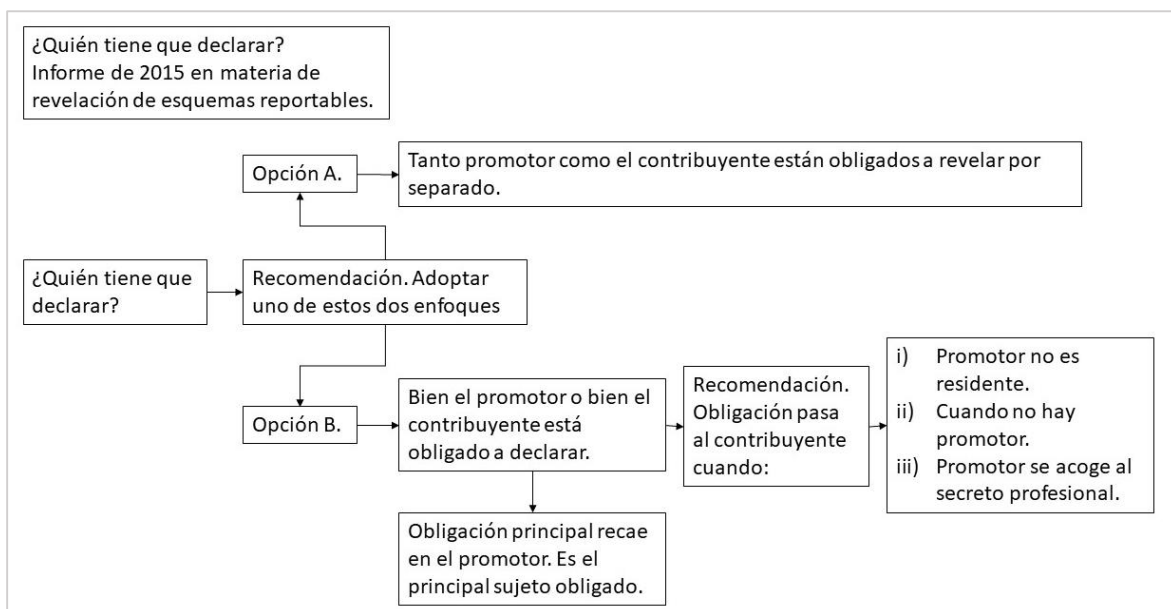 ¿Quién tiene que declarar?
Informe de 2015 en materia de
revelación de esquemas reportables.
Opción A.
Tanto promotor como el contribuyente están obligados a revelar por
separado.
¿Quién tiene que
declarar?
Recomendación. Adoptar
uno de estos dos enfoques
Opción B.
Bien el promotor o bien el
contribuyente está
obligado a declarar.
Recomendación.
Obligación pasa
al contribuyente
cuando:
i) Promotor no es
residente.
ii) Cuando no hay
promotor.
iii) Promotor se acoge al
secreto profesional.
Obligación principal recae
en el promotor. Es el
principal sujeto obligado.